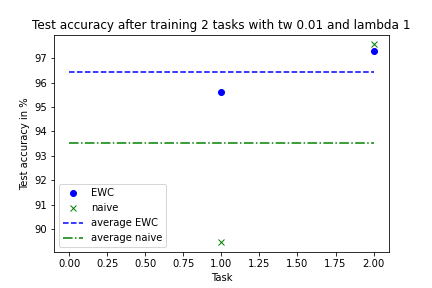 Test accuracy after training 2 tasks with tw 0.01 and lambda 1
Test accuracy in %
97
96
95
94
93
92
91
90
EWC
naive
average EWC
average naive
0.00 0.25 0.50 0.75 1.00 1.25 1.50 1.75 2.00
Task